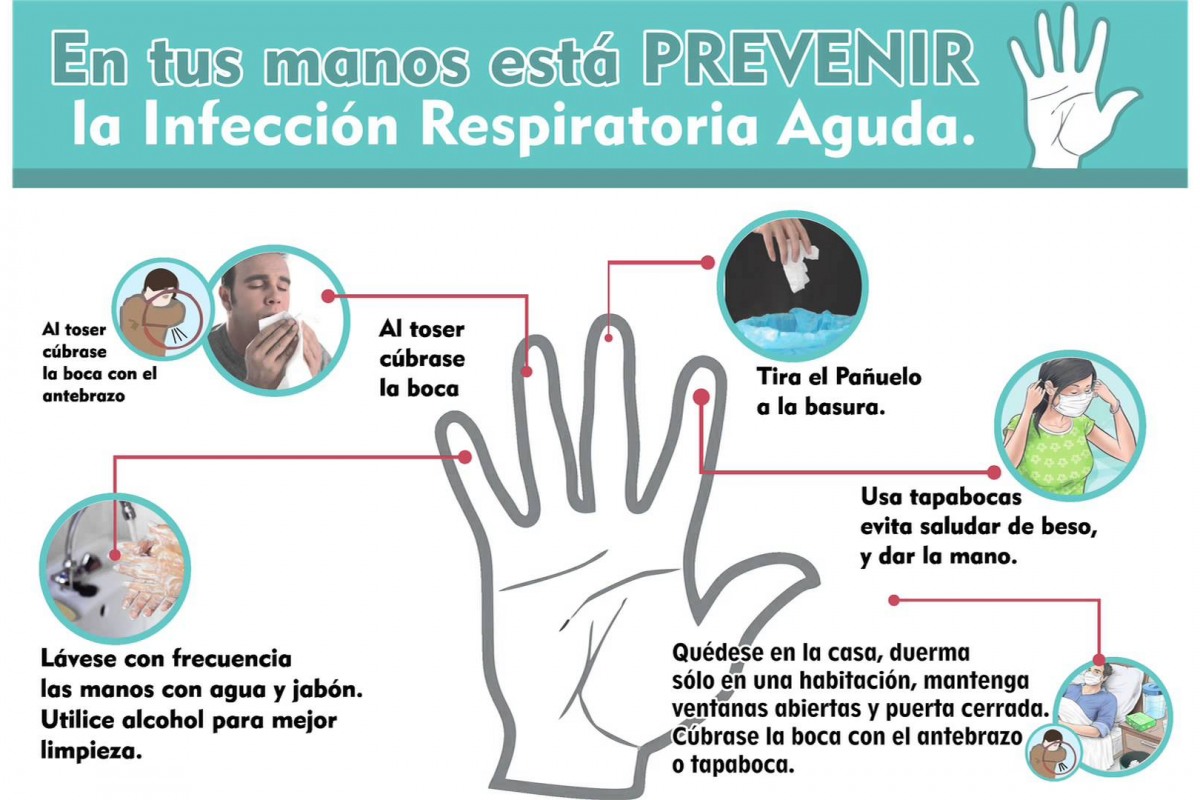 En tus manos está PREVENIR
la Infección Respiratoria Aguda.
Al toser
cúbrase
la boca con el
antebrazo
Al toser
cúbrase
la boca
Tira el Pañuelo
a la basura.
Usa tapabocas
evita saludar de beso,
y dar la mano.
Lávese con frecuencia
las manos con agua y jabón.
Utilice alcohol para mejor
limpieza.
Quédese en la casa, duerma
sólo en una habitación, mantenga
ventanas abiertas y puerta cerrada.
Cúbrase la boca con el antebrazo
o tapaboca.